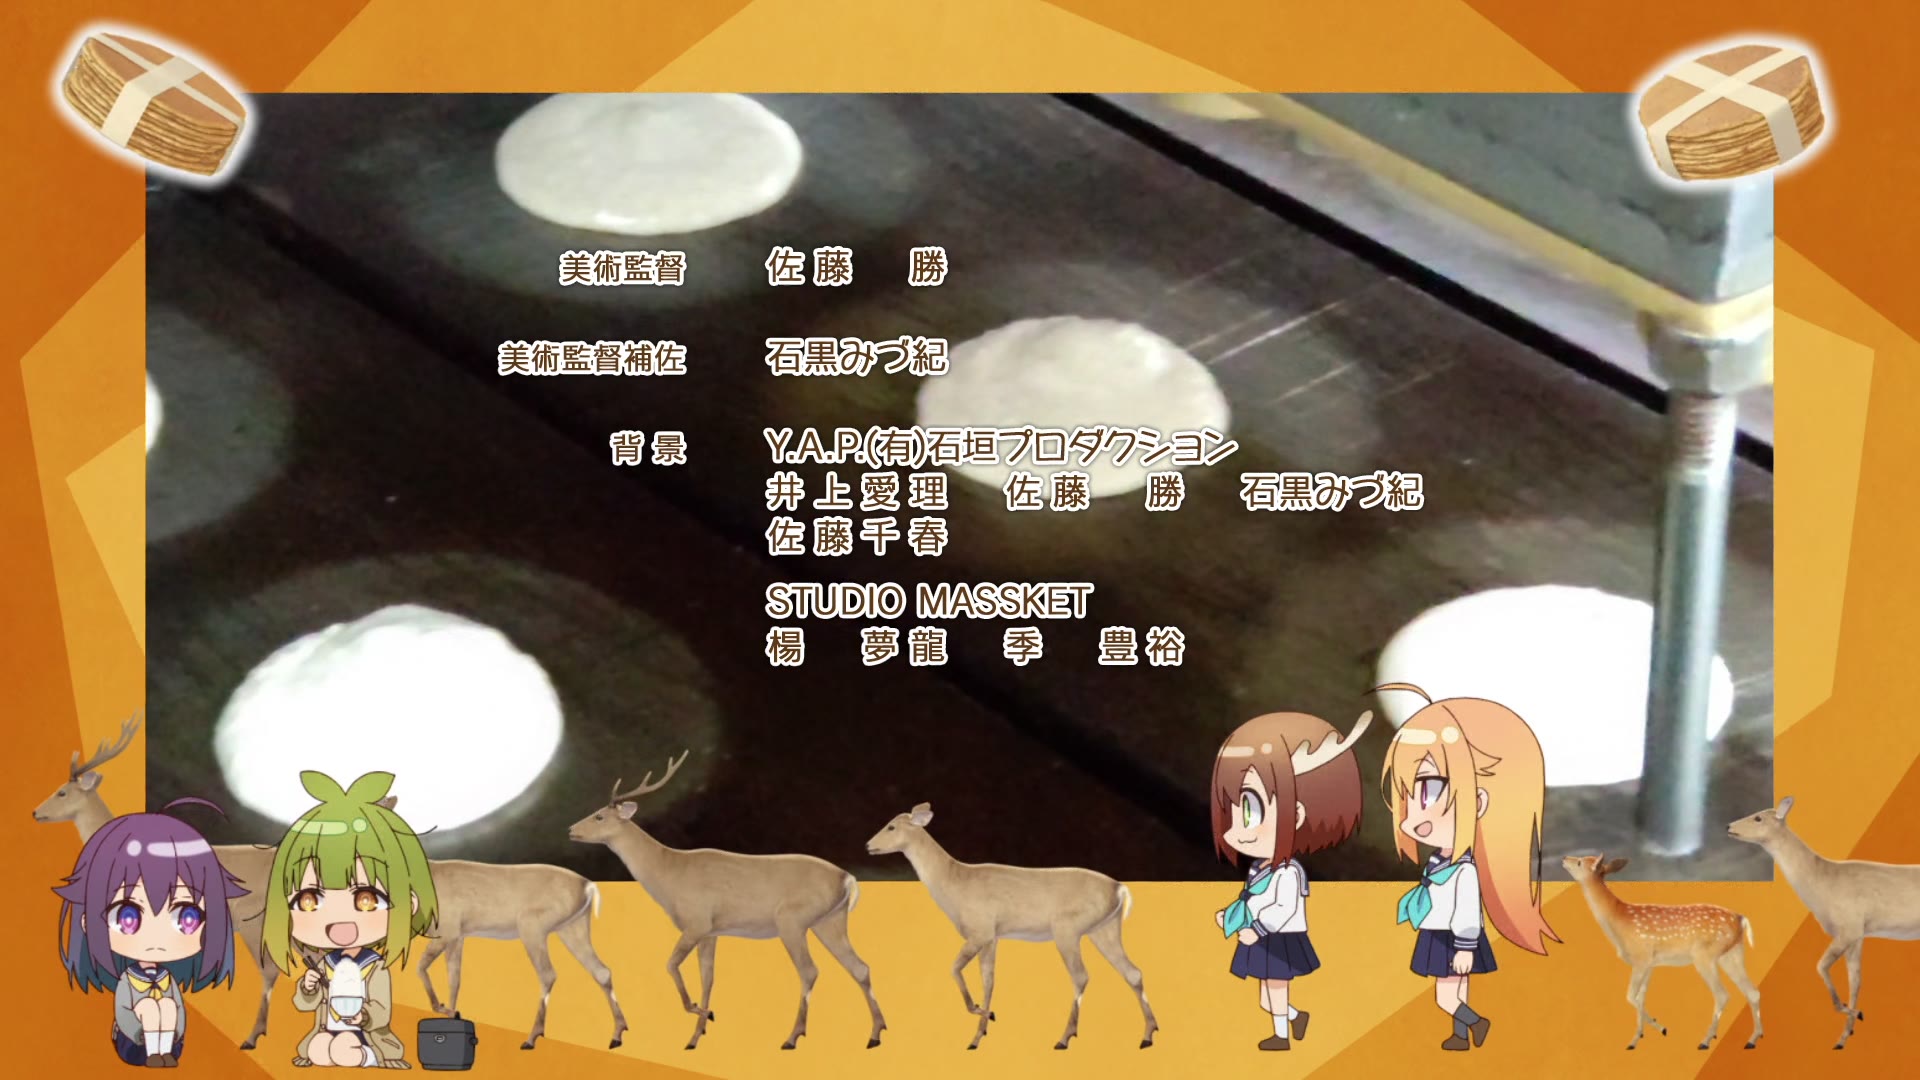 美術監督 佐藤 勝
美術監督補佐 石黒みづ紀
背景 Y.A.P.(有)石垣プロダクション
井上愛理 佐藤 勝 石黒みづ紀
佐藤千春
STUDIO MASSKET
楊 夢龍 季 豊裕